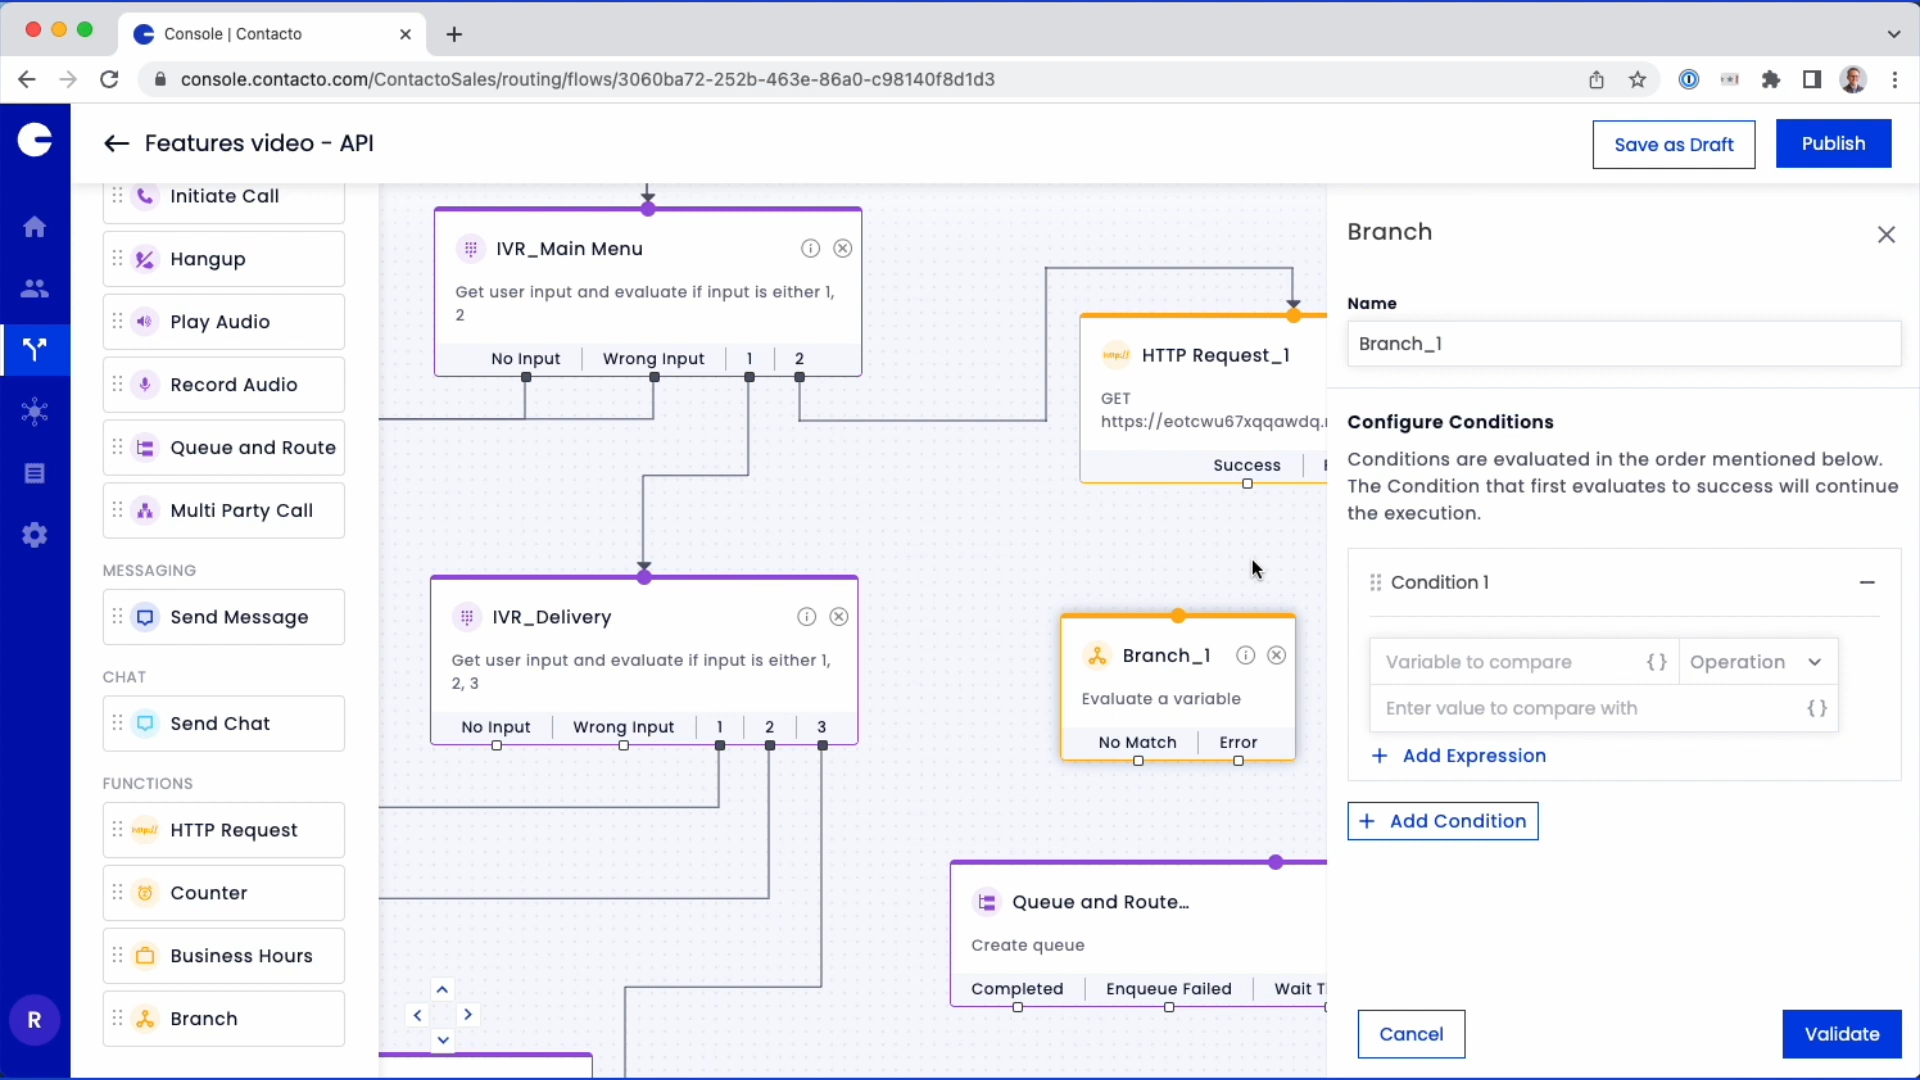 Console | Contacto
console.contacto.com/ContactoSales/routing/flows/3060ba72-252b-463e-86a0-c98140f8d1d3
Features video - API
Save as Draft
Publish
Initiate Call
Hangup
Play Audio
Record Audio
Queue and Route
Multi Party Call
MESSAGING
Send Message
CHAT
Send Chat
FUNCTIONS
http://
HTTP Request
Counter
Business Hours
Branch
R
IVR_Main Menu
Get user input and evaluate if input is either 1,
2
No Input
Wrong Input
1
2
IVR_Delivery
Get user input and evaluate if input is either 1,
2, 3
No Input
Wrong Input
1
2
3
http://
HTTP Request_1
GET
https://eotcwu67xqqawdq.
Success
Branch_1
Evaluate a variable
No Match
Error
Queue and Route...
Create queue
Completed
Enqueue Failed
Wait
Branch
Name
Branch_1
Configure Conditions
Conditions are evaluated in the order mentioned below.
The Condition that first evaluates to success will continue
the execution.
Condition 1
Variable to compare
{ }
Operation
Enter value to compare with
{ }
+ Add Expression
+ Add Condition
Cancel
Validate